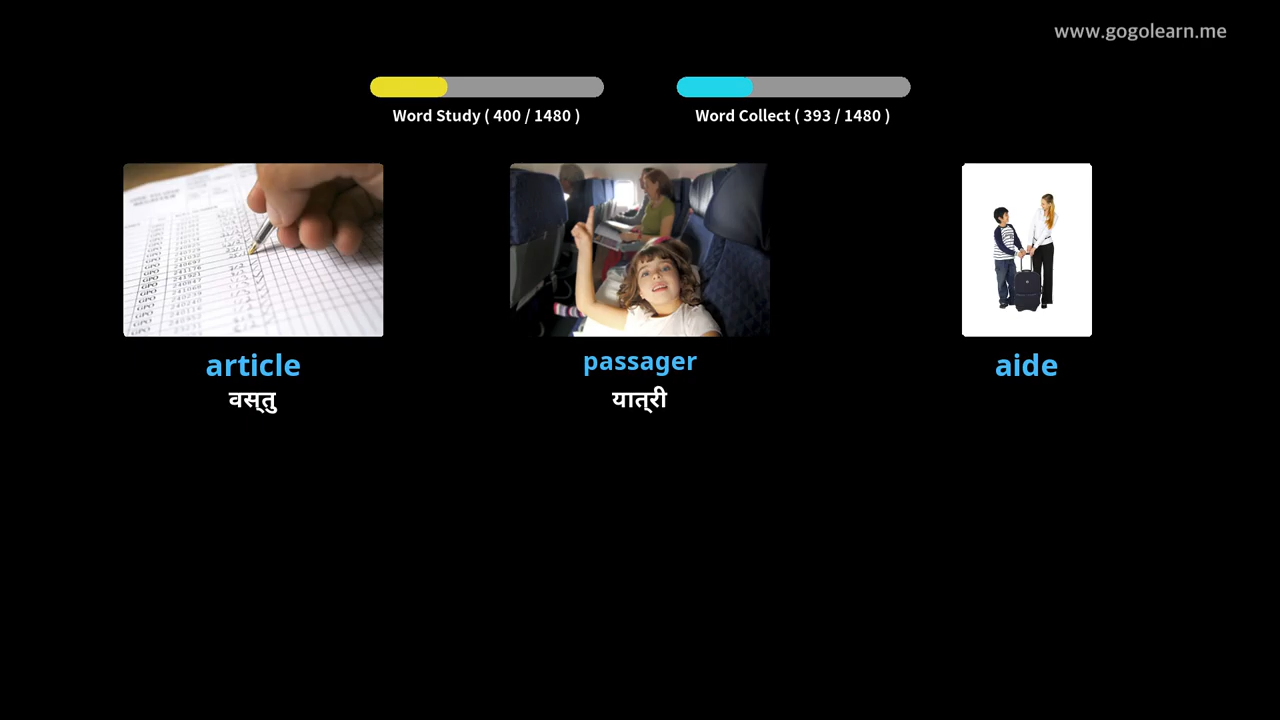 www.gogolearn.me
Word Study ( 400 / 1480 )
Word Collect ( 393 / 1480 )
article
passager
aide
वस्तु
यात्री